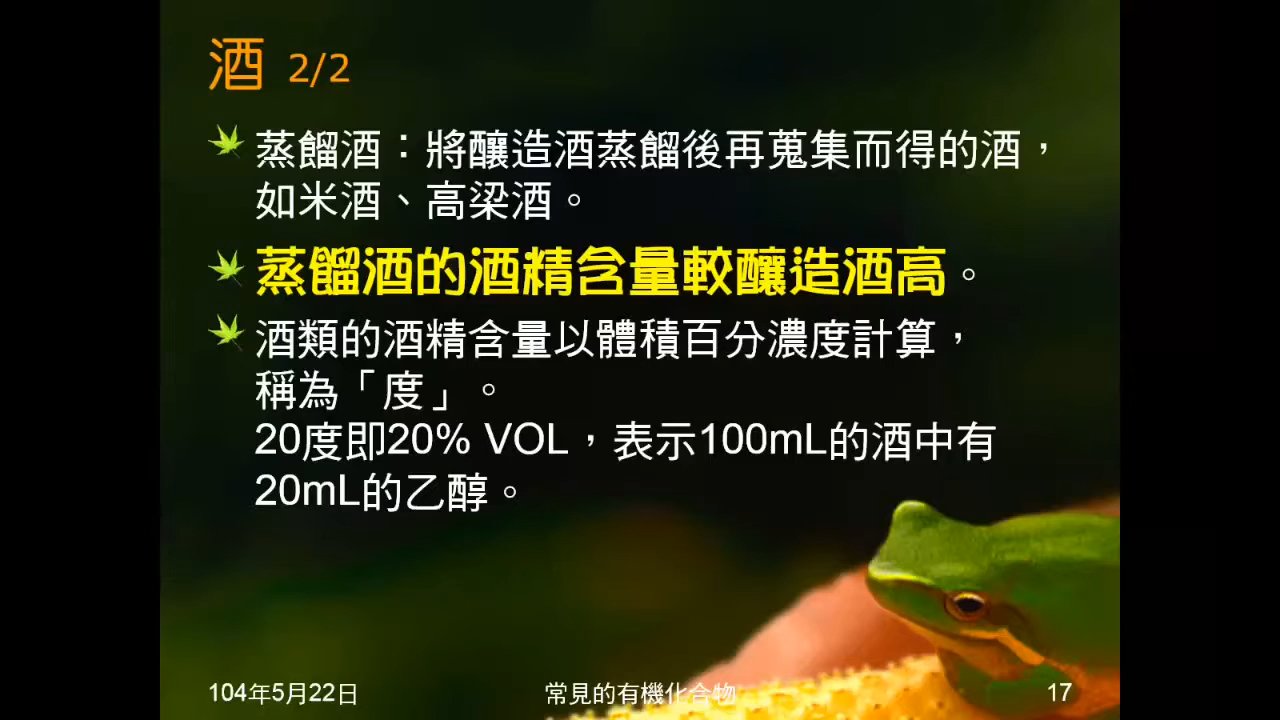 酒 2/2
蒸餾酒：將釀造酒蒸餾後再蒐集而得的酒，
如米酒、高梁酒。
蒸餾酒的酒精含量較釀造酒高。
酒類的酒精含量以體積百分濃度計算，
稱為「度」。
20度即20% VOL，表示100mL的酒中有
20mL的乙醇。
104年5月22日
常見的有機化合物
17